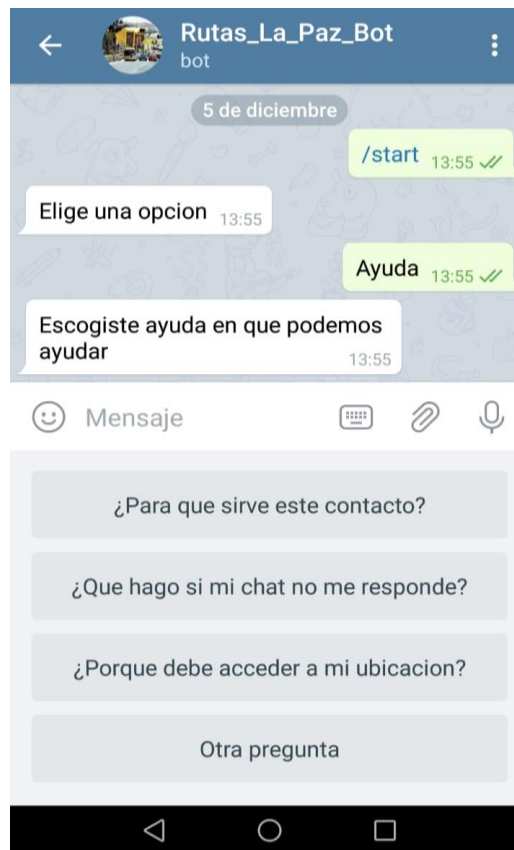 Rutas_La_Paz_Bot
bot
5 de diciembre
/start 13:55
Elige una opcion 13:55
Ayuda 13:55
Escogiste ayuda en que podemos
ayudar 13:55
Mensaje
¿Para que sirve este contacto?
¿Que hago si mi chat no me responde?
¿Porque debe acceder a mi ubicacion?
Otra pregunta